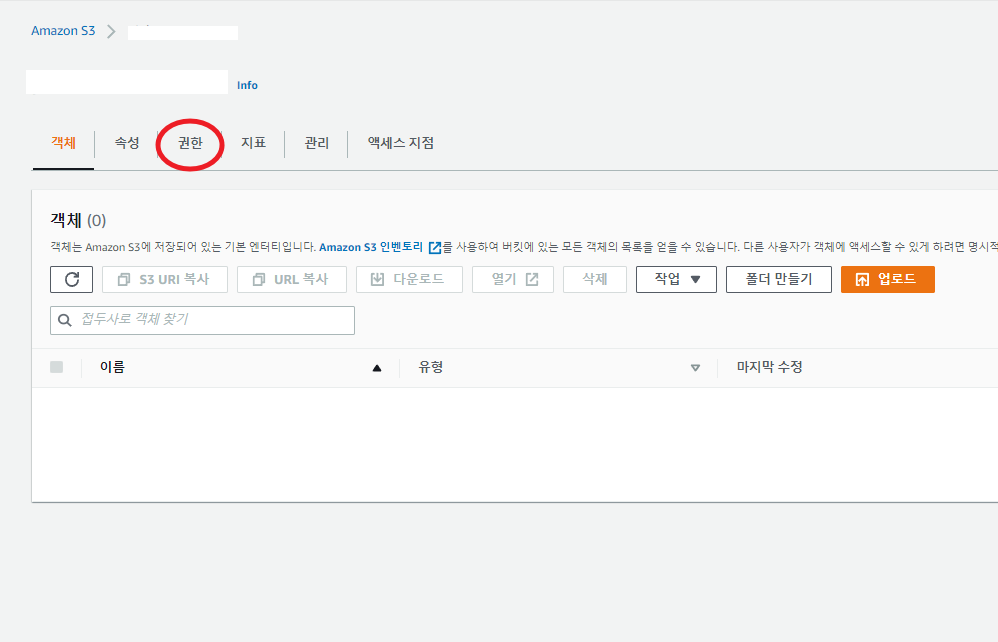 Amazon S3
Info
객체 속성 권한 지표 관리 액세스 지점
객체 (0)
객체는 Amazon S3에 저장되어 있는 기본 엔터티입니다. Amazon S3 인벤토리 를 사용하여 버킷에 있는 모든 객체의 목록을 얻을 수 있습니다. 다른 사용자가 객체에 액세스할 수 있게 하려면 명시적
S3 URI 복사 URL 복사 다운로드 열기 삭제 작업 폴더 만들기 업로드
접두사로 객체 찾기
이름 유형 마지막 수정